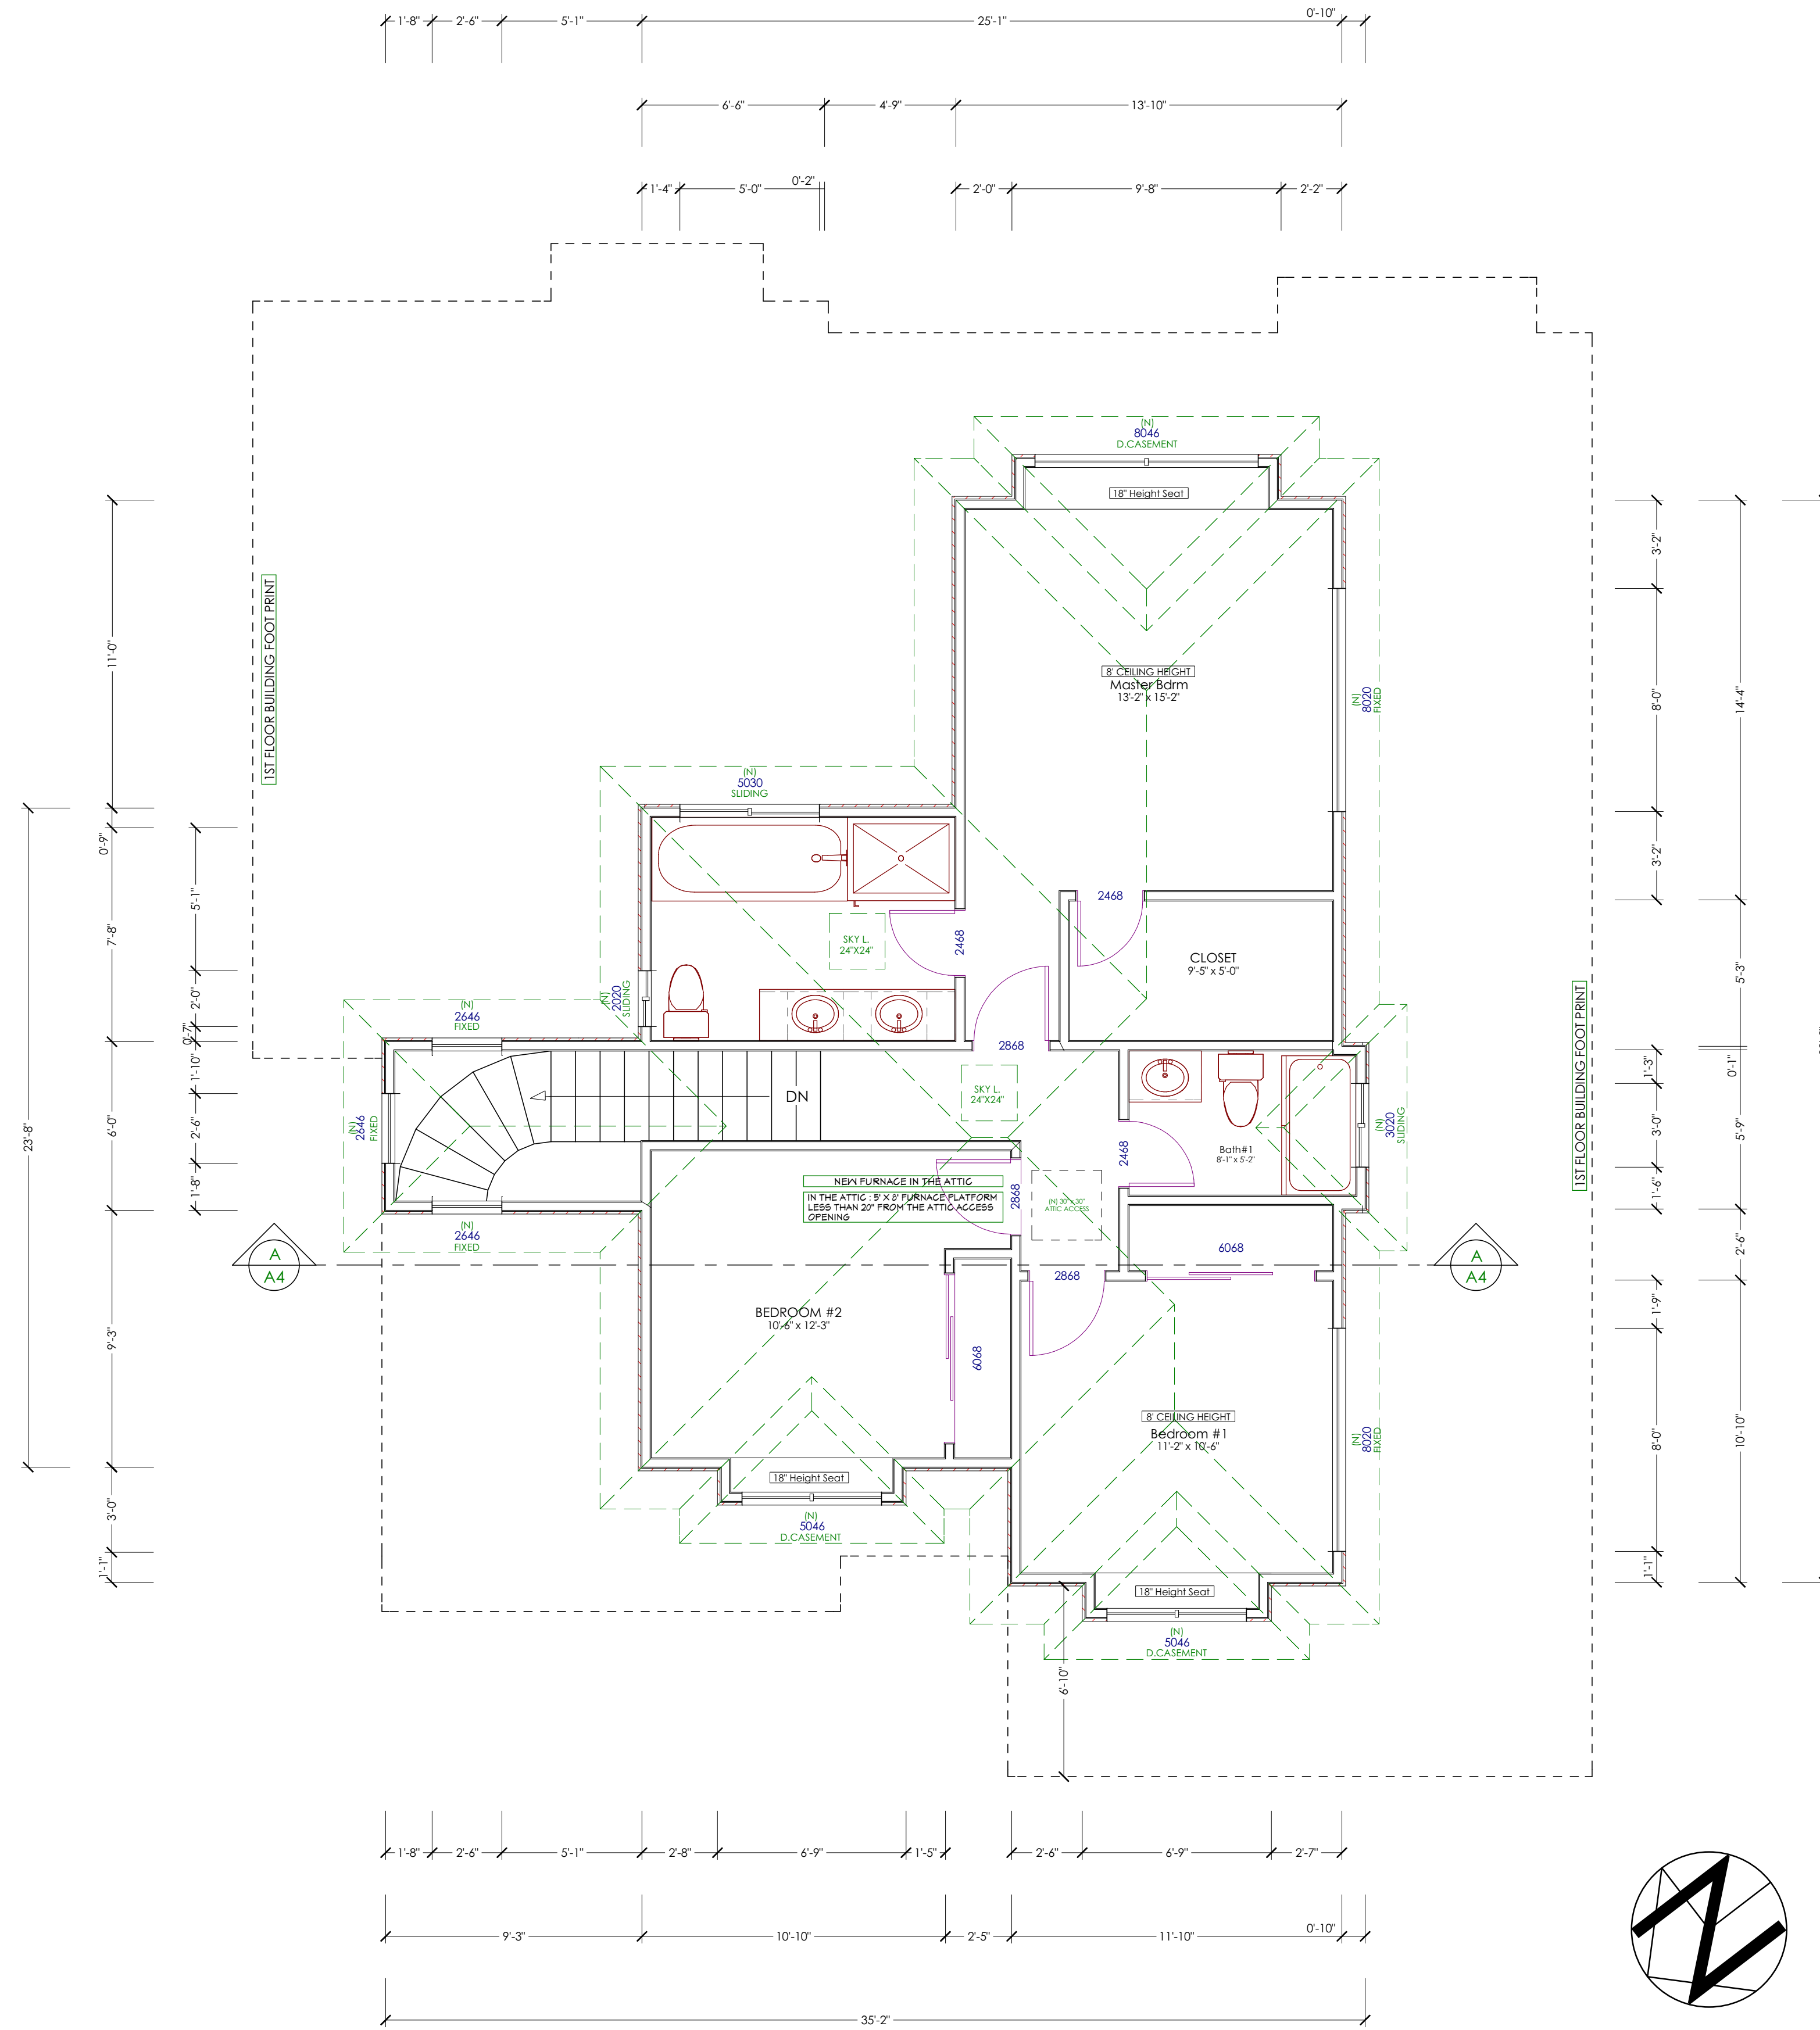 1'-8" 2'-6" 5'-1" 25'-1" 0'-10"
6'-6" 4'-9" 13'-10"
1'-4" 5'-0" 0'-2" 2'-0" 9'-8" 2'-2"
(N)
8046
D.CASEMENT
18" Height Seat
3'-2"
11'-0"
1ST FLOOR BUILDING FOOT PRINT
8' CEILING HEIGHT
Master Bdrm
13'-2" x 15'-2"
(N)
8020
FIXED
8'-0"
14'-4"
(N)
5030
SLIDING
0'-9"
3'-2"
5'-1"
7'-8"
2468
SKY L.
24"X24"
2468
CLOSET
9'-5" x 5'-0"
5'-3"
2'-0"
(N)
2020
SLIDING
(N)
2646
FIXED
0'-7"
2868
1ST FLOOR BUILDING FOOT PRINT
1'-10"
1'-3"
0'-1"
DN
SKY L.
24"X24"
23'-8"
6'-0"
2'-6"
(N)
2646
FIXED
2468
Bath#1
8'-1" x 5'-2"
(N)
3020
SLIDING
3'-0"
5'-9"
1'-8"
NEW FURNACE IN THE ATTIC
IN THE ATTIC : 5' X 8' FURNACE PLATFORM
LESS THAN 20" FROM THE ATTIC ACCESS
OPENING
2868
(N) 30" x 30"
ATTIC ACCESS
1'-6"
(N)
2646
FIXED
6068
2'-6"
A
A4
A
A4
2868
1'-9"
BEDROOM #2
10'-6" x 12'-3"
9'-3"
6068
8' CEILING HEIGHT
Bedroom #1
11'-2" x 10'-6"
(N)
8020
FIXED
8'-0"
10'-10"
18" Height Seat
3'-0"
(N)
5046
D.CASEMENT
1'-1"
1'-1"
18" Height Seat
(N)
5046
D.CASEMENT
6'-10"
1'-8" 2'-6" 5'-1" 2'-8" 6'-9" 1'-5" 2'-6" 6'-9" 2'-7"
9'-3" 10'-10" 2'-5" 11'-10" 0'-10"
35'-2"